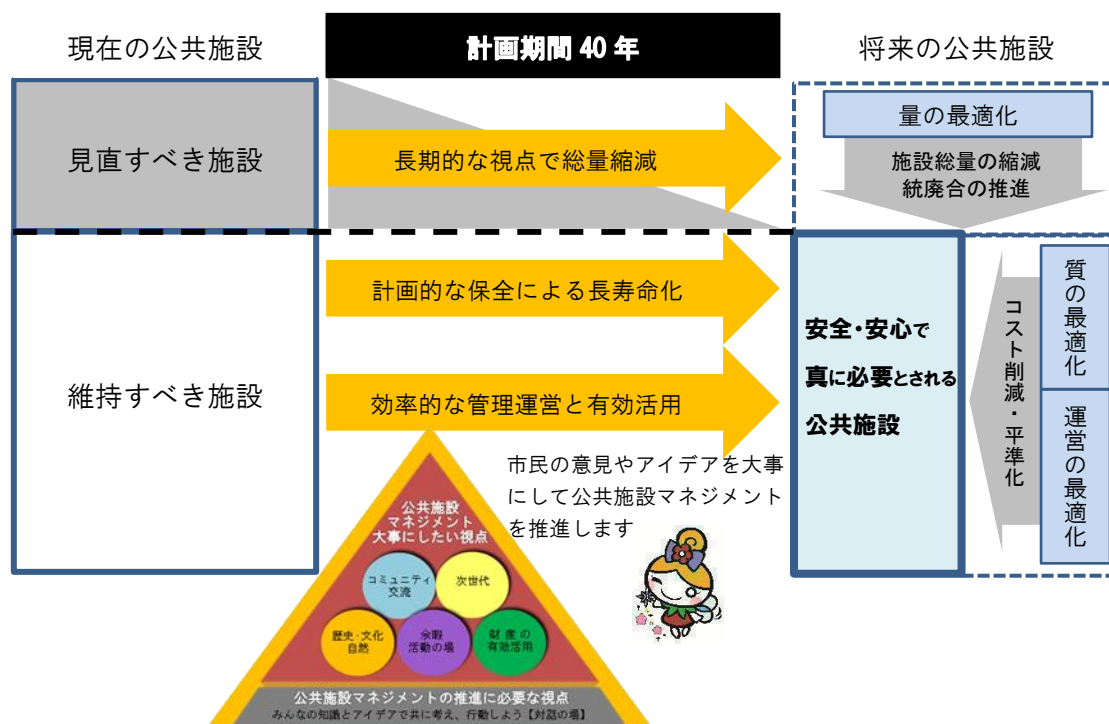 現在の公共施設
計画期間 40 年
将来の公共施設
見直すべき施設
長期的な視点で総量縮減
量の最適化
施設総量の縮減
統廃合の推進
維持すべき施設
計画的な保全による長寿命化
効率的な管理運営と有効活用
安全・安心で
真に必要とされる
公共施設
コスト削減・平準化
質の最適化
運営の最適化
市民の意見やアイデアを大事
にして公共施設マネジメント
を推進します
公共施設
マネジメント
大事にしたい視点
コミュニティ
交流
次世代
歴史・文化
自然
余暇
活動の場
財産の
有効活用
公共施設マネジメントの推進に必要な視点
みんなの知識とアイデアで共に考え、行動しよう【対話の場】